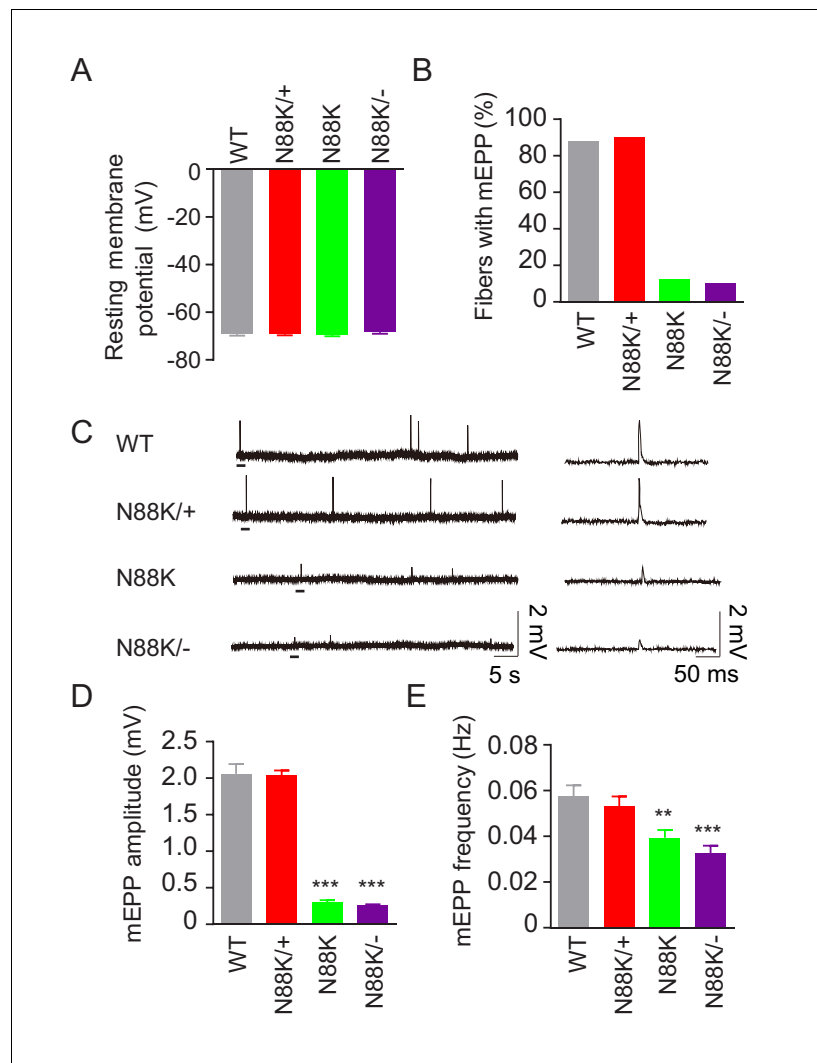 A
WT
N88K/+
N88K
N88K/-
0
-20
-40
-60
-80
Resting membrane
potential (mV)
B
100
80
60
40
20
0
Fibers with mEPP (%)
WT
N88K/+
N88K
N88K/-
C
WT
N88K/+
N88K
N88K/-
2 mV
5 s
2 mV
50 ms
D
2.5
2.0
1.5
1.0
0.5
0
mEPP amplitude (mV)
*** ***
WT
N88K/+
N88K
N88K/-
E
0.08
0.06
0.04
0.02
0
mEPP frequency (Hz)
** ***
WT
N88K/+
N88K
N88K/-